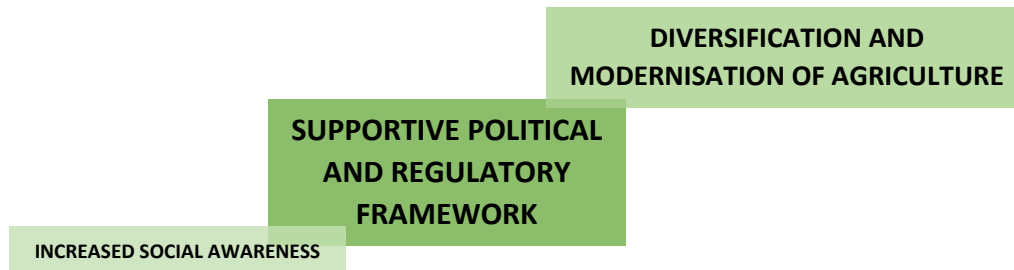 DIVERSIFICATION AND
MODERNISATION OF AGRICULTURE
SUPPORTIVE POLITICAL
AND REGULATORY
FRAMEWORK
INCREASED SOCIAL AWARENESS